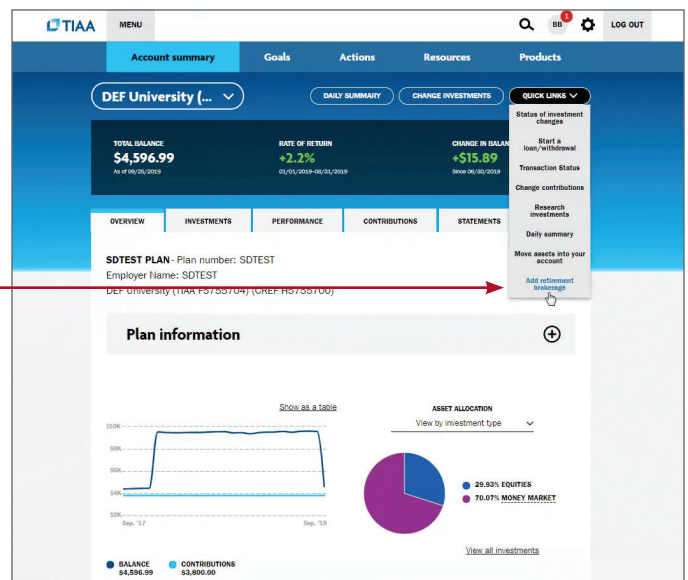 TIAA
MENU
BB
1
LOG OUT
Account summary
Goals
Actions
Resources
Products
DEF University (...
DAILY SUMMARY
CHANGE INVESTMENTS
QUICK LINKS
Status of investment
changes
Start a
loan/withdrawal
Transaction Status
Change contributions
Research
investments
Daily summary
Move assets into your
account
Add retirement
brokerage
TOTAL BALANCE
$4,596.99
As of 09/25/2019
RATE OF RETURN
+2.2%
01/01/2019-08/31/2019
CHANGE IN BALAN
+$15.89
Since 06/30/2019
OVERVIEW
INVESTMENTS
PERFORMANCE
CONTRIBUTIONS
STATEMENTS
SDTEST PLAN - Plan number: SDTEST
Employer Name: SDTEST
DEF University (TIAA F5755704) (CREF H5755700)
Plan information
Show as a table
$10K
$8K
$6K
$4K
$2K
Sep. '17
Sep. '19
BALANCE
$4,596.99
CONTRIBUTIONS
$3,800.00
ASSET ALLOCATION
View by investment type
29.93% EQUITIES
70.07% MONEY MARKET
View all investments